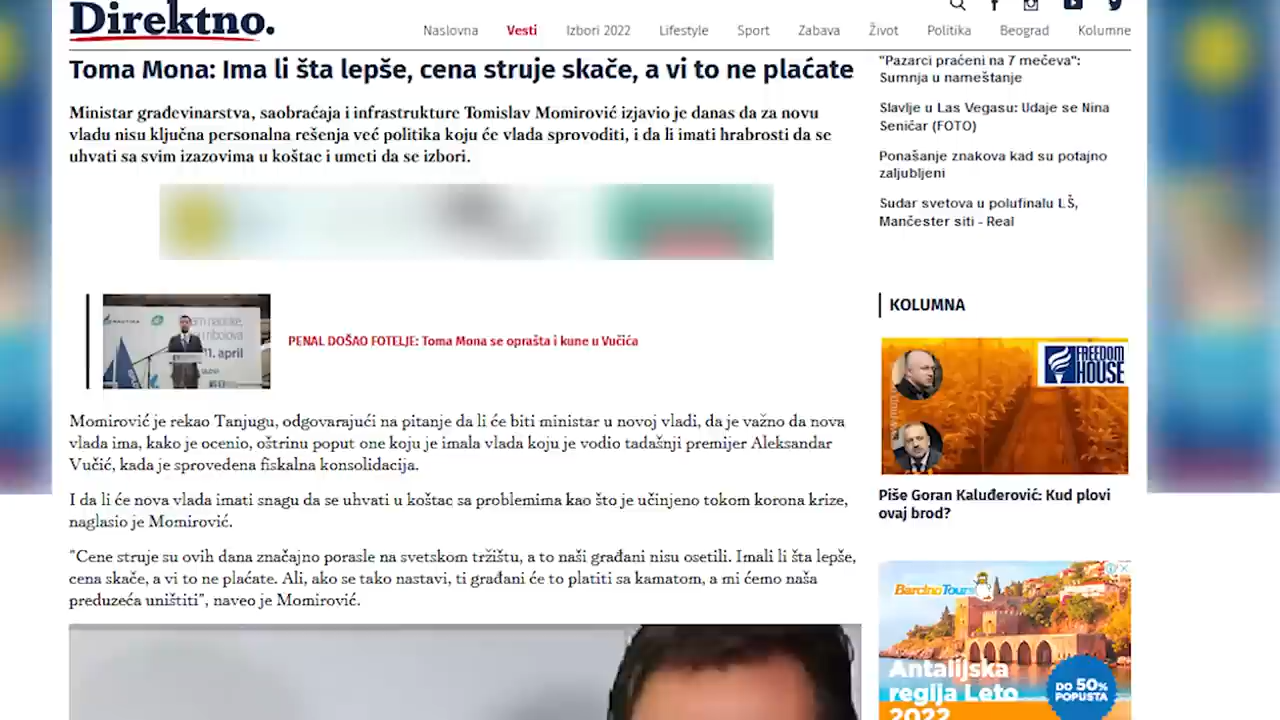 Direktno.
Naslovna Vesti Izbori 2022 Lifestyle Sport Zabava Život Politika Beograd Kolumne
Toma Mona: Ima li šta lepše, cena struje skače, a vi to ne plaćate
Ministar građevinarstva, saobraćaja i infrastrukture Tomislav Momirović izjavio je danas da za novu
vladu nisu ključna personalna rešenja već politika koju će vlada sprovoditi, i da li imati hrabrosti da se
uhvati sa svim izazovima u koštac i umeti da se izbori.
11. april
PENAL DOŠAO FOTELJE: Toma Mona se oprašta i kune u Vučića
Momirović je rekao Tanjugu, odgovarajući na pitanje da li će biti ministar u novoj vladi, da je važno da nova
vlada ima, kako je ocenio, oštrinu poput one koju je imala vlada koju je vodio tadašnji premijer Aleksandar
Vučić, kada je sprovedena fiskalna konsolidacija.
I da li će nova vlada imati snagu da se uhvati u koštac sa problemima kao što je učinjeno tokom korona krize,
naglasio je Momirović.
"Cene struje su ovih dana značajno porasle na svetskom tržištu, a to naši građani nisu osetili. Imali li šta lepše,
cena skače, a vi to ne plaćate. Ali, ako se tako nastavi, ti građani će to platiti sa kamatom, a mi ćemo naša
preduzeća uništiti", naveo je Momirović.
"Pazarci praćeni na 7 mečeva":
Sumnja u nameštanje
Slavlje u Las Vegasu: Udaje se Nina
Seničar (FOTO)
Ponašanje znakova kad su potajno
zaljubljeni
Sudar svetova u polufinalu LŠ,
Mančester siti - Real
KOLUMNA
FREEDOM
HOUSE
Piše Goran Kaluđerović: Kud plovi
ovaj brod?
BarcinoTours
Antalijska
regija Leto
2022
DO 50%
POPUSTA